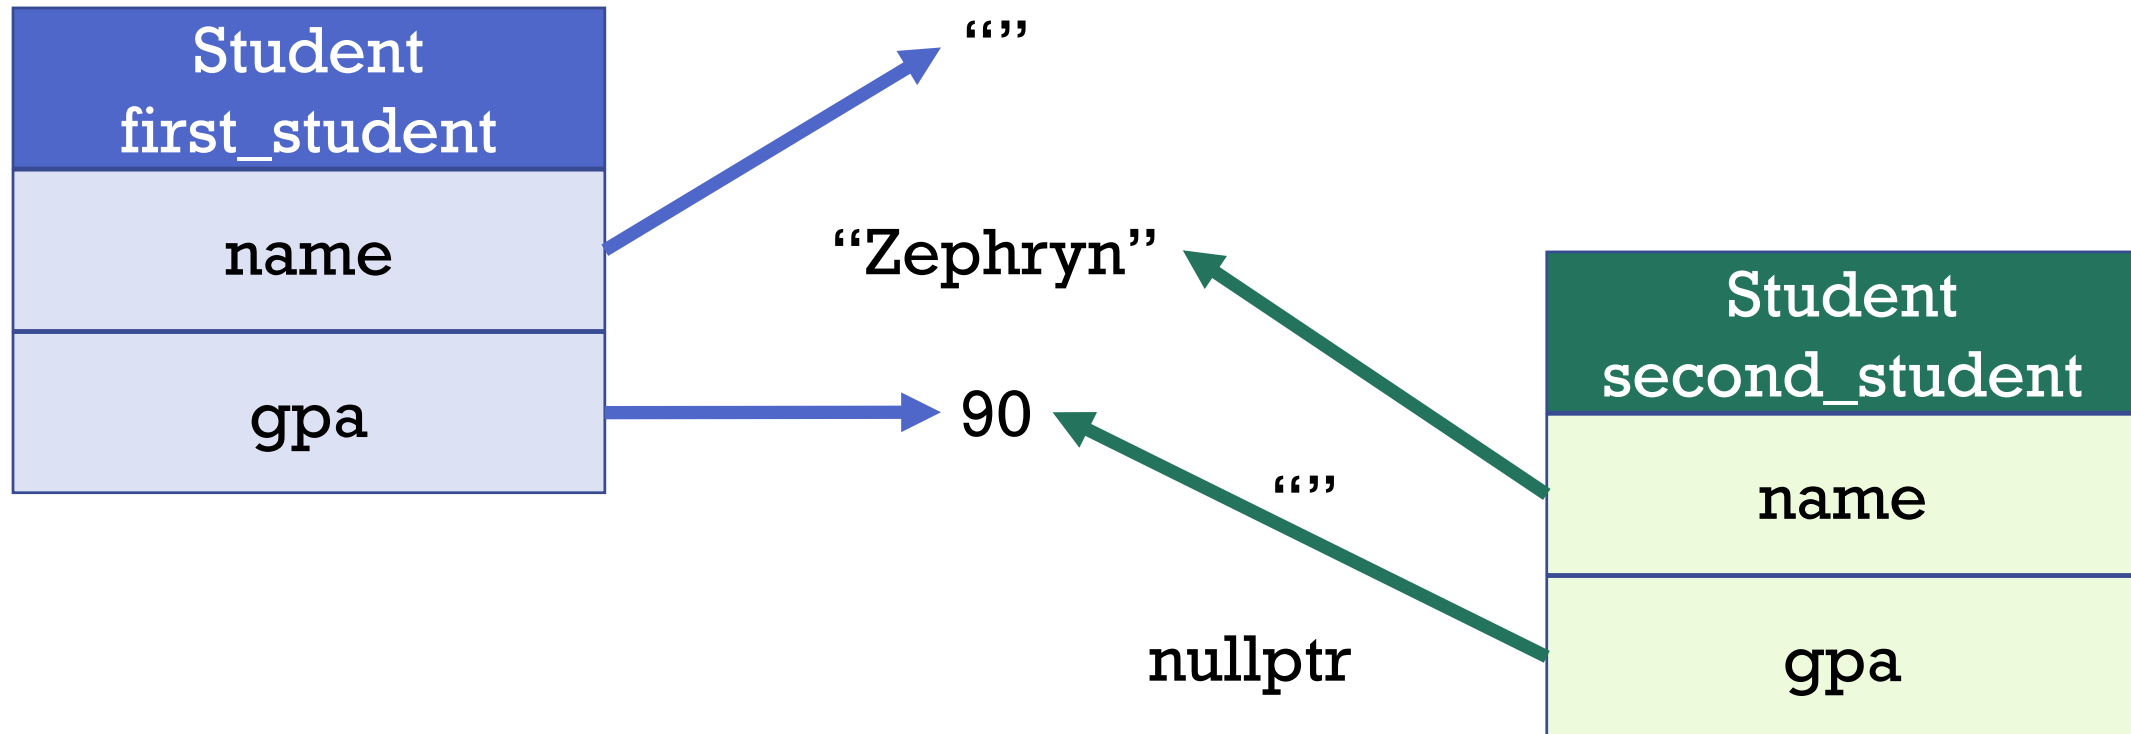 Student
first_student
name
gpa
“”
“Zephryn”
90
“”
nullptr
Student
second_student
name
gpa